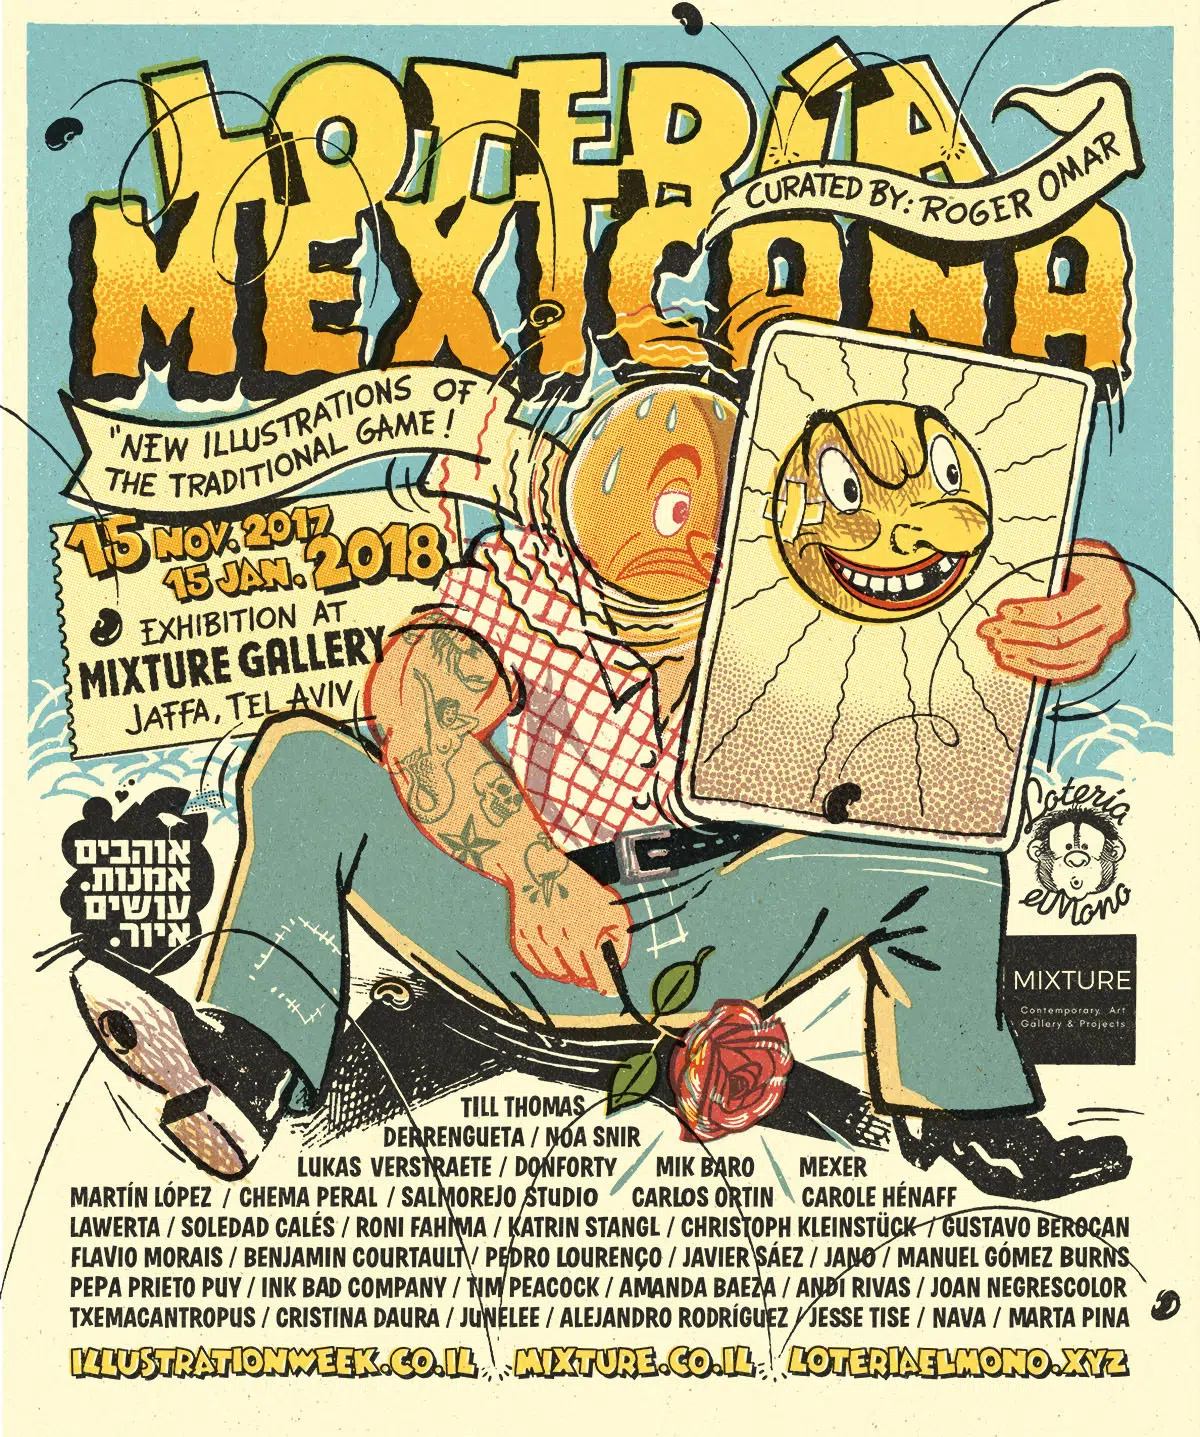 LOTERÍA
MEXICANA
CURATED BY: ROGER OMAR
"NEW ILLUSTRATIONS OF
THE TRADITIONAL GAME!
15 NOV. 2017
15 JAN. 2018
EXHIBITION AT
MIXTURE GALLERY
JAFFA, TEL AVIV
אוהבים
אמנות.
עושים
איור.
Lotería
elMono
MIXTURE
Contemporary Art
Gallery & Projects
TILL THOMAS
DERRENGUETA / NOA SNIR
LUKAS VERSTRAETE / DONFORTY MIK BARO MEXER
MARTÍN LÓPEZ / CHEMA PERAL / SALMOREJO STUDIO CARLOS ORTIN CAROLE HÉNAFF
LAWERTA / SOLEDAD CALÉS / RONI FAHIMA / KATRIN STANGL / CHRISTOPH KLEINSTÜCK / GUSTAVO BEROCAN
FLAVIO MORAIS / BENJAMIN COURTAULT / PEDRO LOURENÇO / JAVIER SÁEZ / JANO / MANUEL GÓMEZ BURNS
PEPA PRIETO PUY / INK BAD COMPANY / TIM PEACOCK / AMANDA BAEZA / ANDI RIVAS / JOAN NEGRESCOLOR
TXEMACANTROPUS / CRISTINA DAURA / JUNELEE / ALEJANDRO RODRÍGUEZ / JESSE TISE / NAVA / MARTA PINA
ILLUSTRATIONWEEK.CO.IL MIXTURE.CO.IL LOTERIAELMONO.XYZ